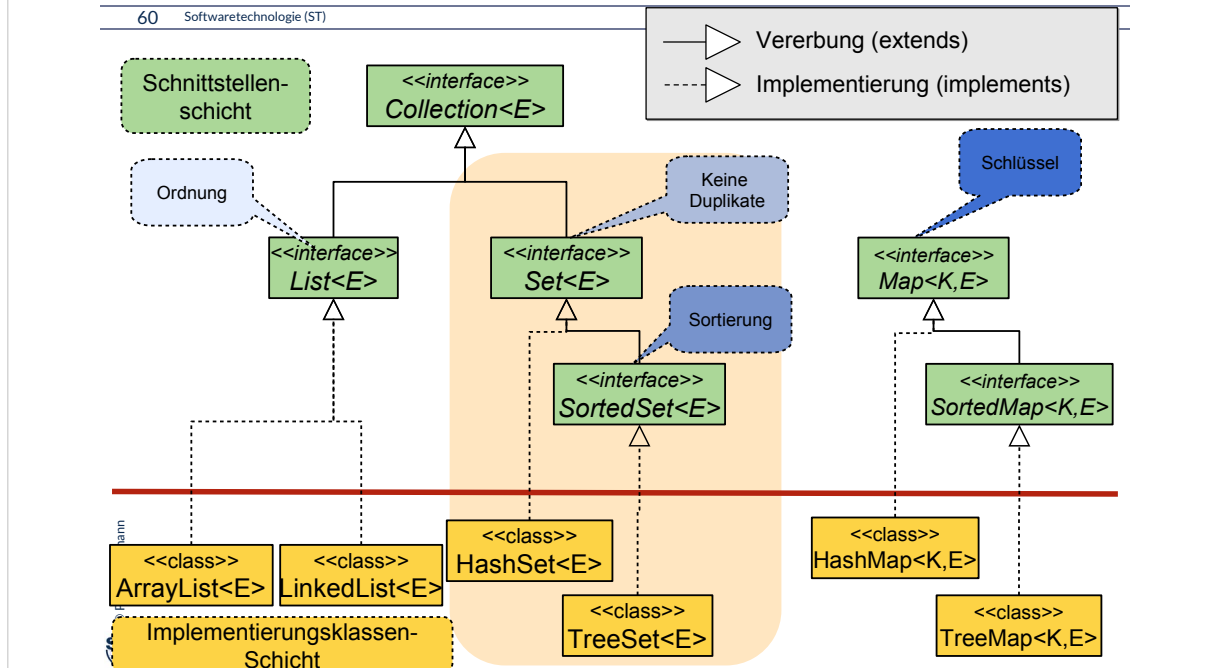 60 Softwaretechnologie (ST)
Vererbung (extends)
Implementierung (implements)
Schnittstellen-
schicht
<<interface>>
Collection<E>
Ordnung
Keine
Duplikate
Schlüssel
<<interface>>
List<E>
<<interface>>
Set<E>
<<interface>>
Map<K,E>
Sortierung
<<interface>>
SortedSet<E>
<<interface>>
SortedMap<K,E>
<<class>>
ArrayList<E>
<<class>>
LinkedList<E>
<<class>>
HashSet<E>
<<class>>
HashMap<K,E>
<<class>>
TreeSet<E>
<<class>>
TreeMap<K,E>
Implementierungsklassen-
Schicht